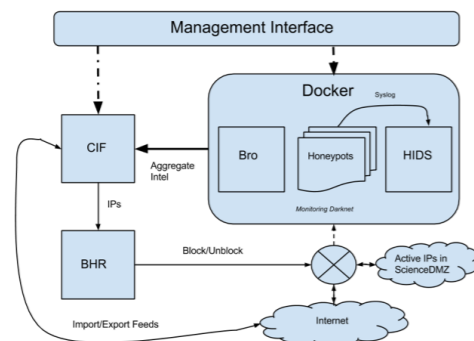 Management Interface
Docker
Syslog
CIF
Bro
Honeypots
HIDS
Aggregate
Intel
IPs
Monitoring Darknet
BHR
Block/Unblock
Active IPs in
ScienceDMZ
Import/Export Feeds
Internet